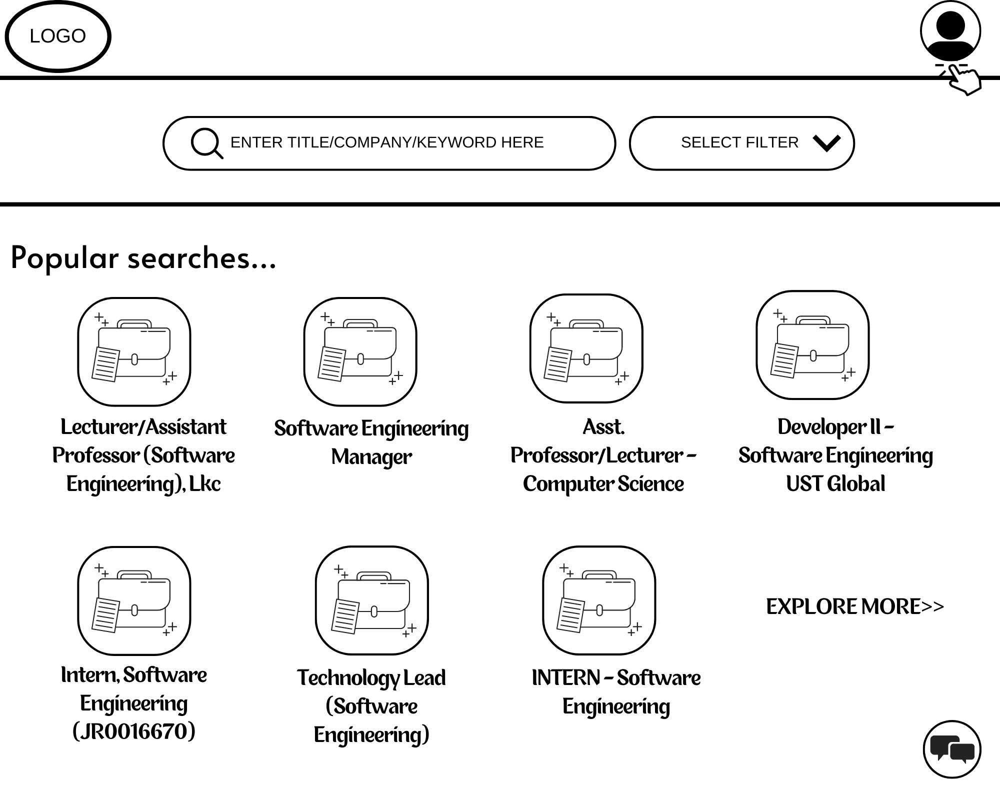 LOGO
ENTER TITLE/COMPANY/KEYWORD HERE
SELECT FILTER
Popular searches...
Lecturer/Assistant
Professor (Software
Engineering), Lkc
Software Engineering
Manager
Asst.
Professor/Lecturer -
Computer Science
Developer II -
Software Engineering
UST Global
Intern, Software
Engineering
(JR0016670)
Technology Lead
(Software
Engineering)
INTERN - Software
Engineering
EXPLORE MORE>>